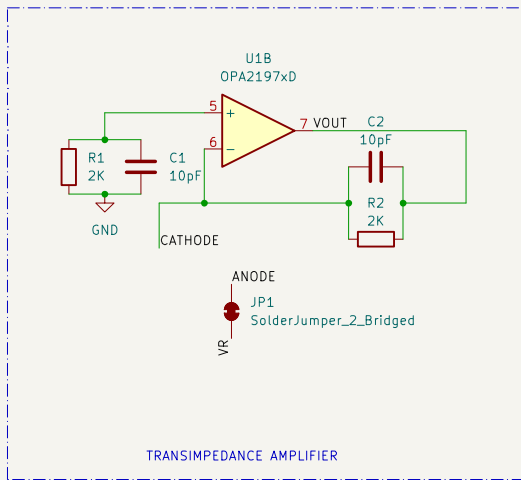 U1B
OPA2197xD
5
+
7
VOUT
6
−
C2
10pF
R1
2K
C1
10pF
R2
2K
GND
CATHODE
ANODE
JP1
SolderJumper_2_Bridged
VR
TRANSIMPEDANCE AMPLIFIER